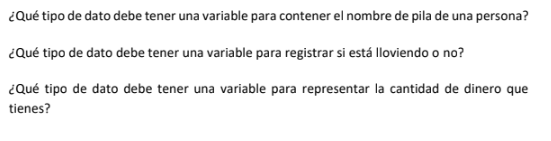 ¿Qué tipo de dato debe tener una variable para contener el nombre de pila de una persona?
¿Qué tipo de dato debe tener una variable para registrar si está lloviendo o no?
¿Qué tipo de dato debe tener una variable para representar la cantidad de dinero que
tienes?